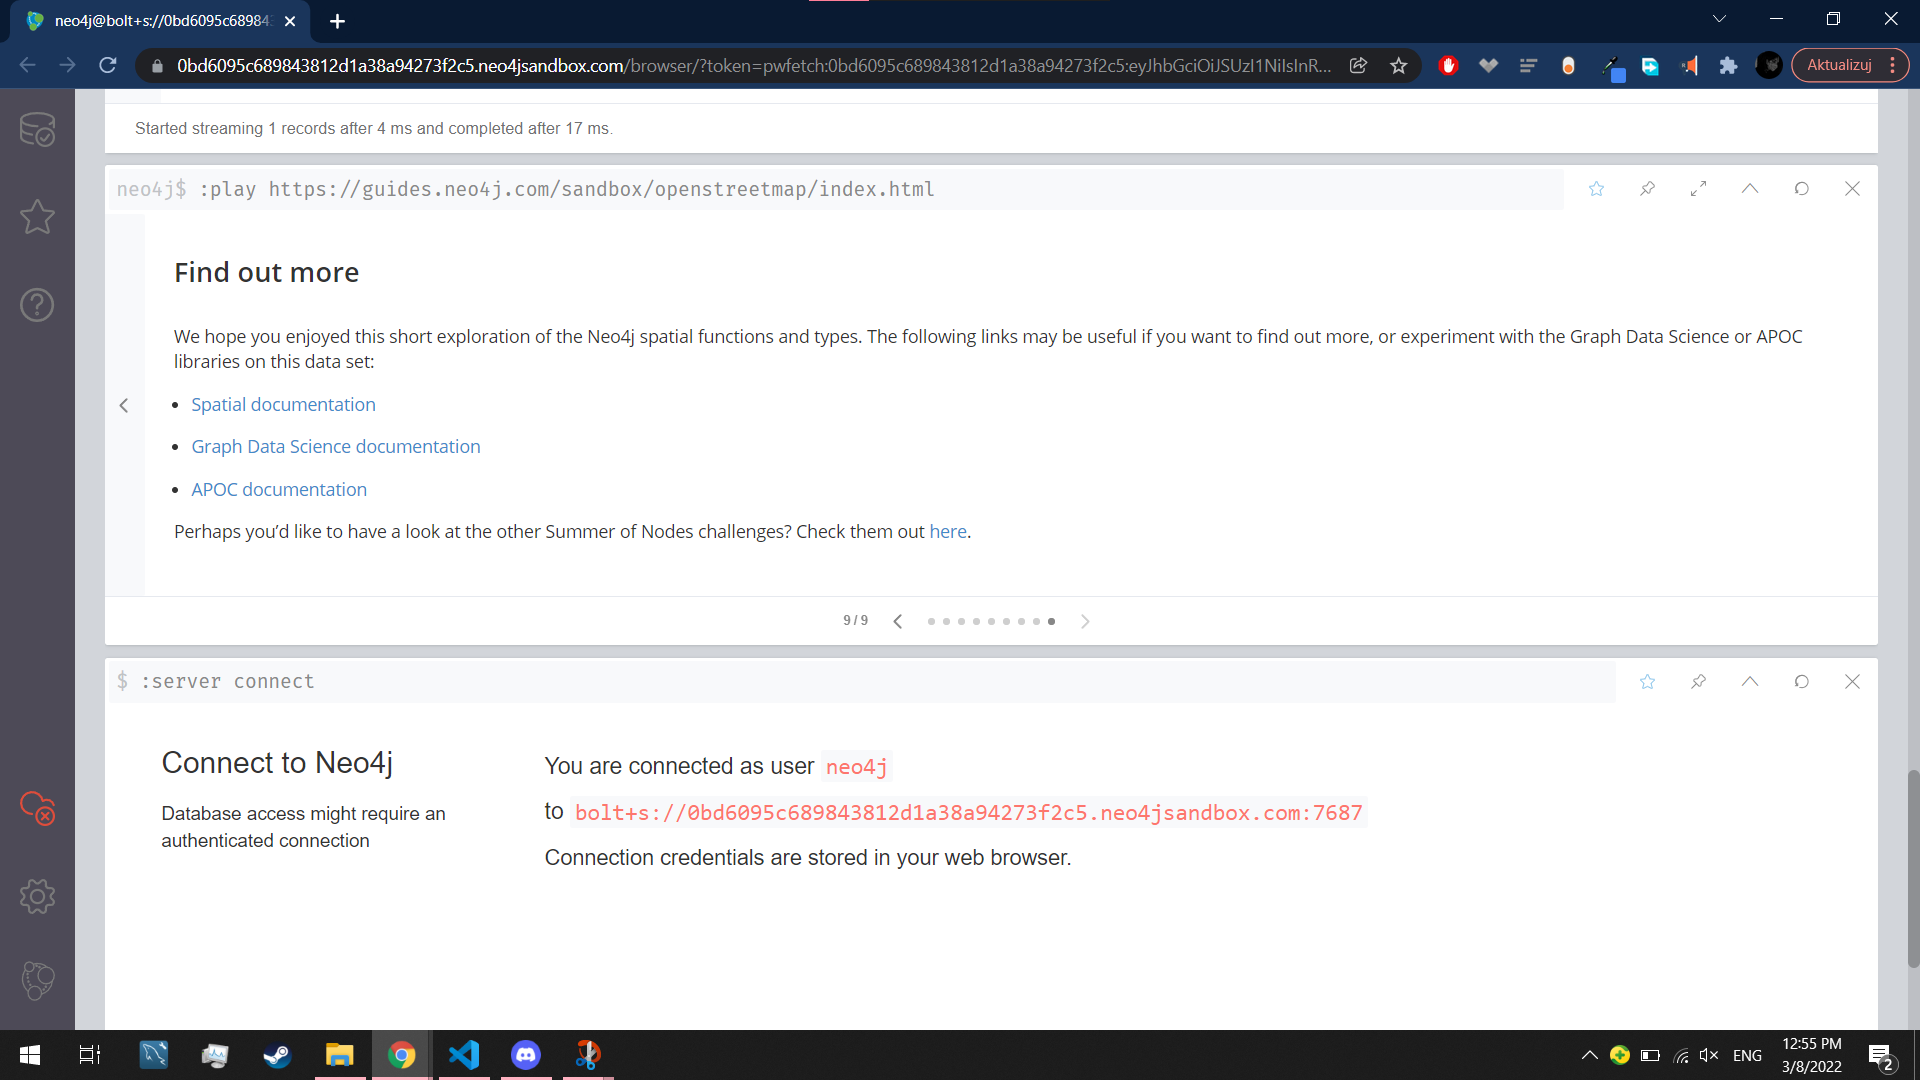 neo4j@bolt+s://0bd6095c689843
0bd6095c689843812d1a38a94273f2c5.neo4jsandbox.com/browser/?token=pwfetch:0bd6095c689843812d1a38a94273f2c5:eyJhbGciOiJSUzI1NiIsInR...
Aktualizuj
Started streaming 1 records after 4 ms and completed after 17 ms.
neo4j$ :play https://guides.neo4j.com/sandbox/openstreetmap/index.html
Find out more
We hope you enjoyed this short exploration of the Neo4j spatial functions and types. The following links may be useful if you want to find out more, or experiment with the Graph Data Science or APOC
libraries on this data set:
• Spatial documentation
• Graph Data Science documentation
• APOC documentation
Perhaps you’d like to have a look at the other Summer of Nodes challenges? Check them out here.
9 / 9
$ :server connect
Connect to Neo4j
Database access might require an
authenticated connection
You are connected as user neo4j
to bolt+s://0bd6095c689843812d1a38a94273f2c5.neo4jsandbox.com:7687
Connection credentials are stored in your web browser.
ENG
12:55 PM
3/8/2022
2